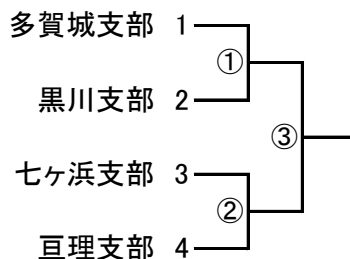 多賀城支部 1
①
黒川支部 2
③
七ヶ浜支部 3
②
亘理支部 4